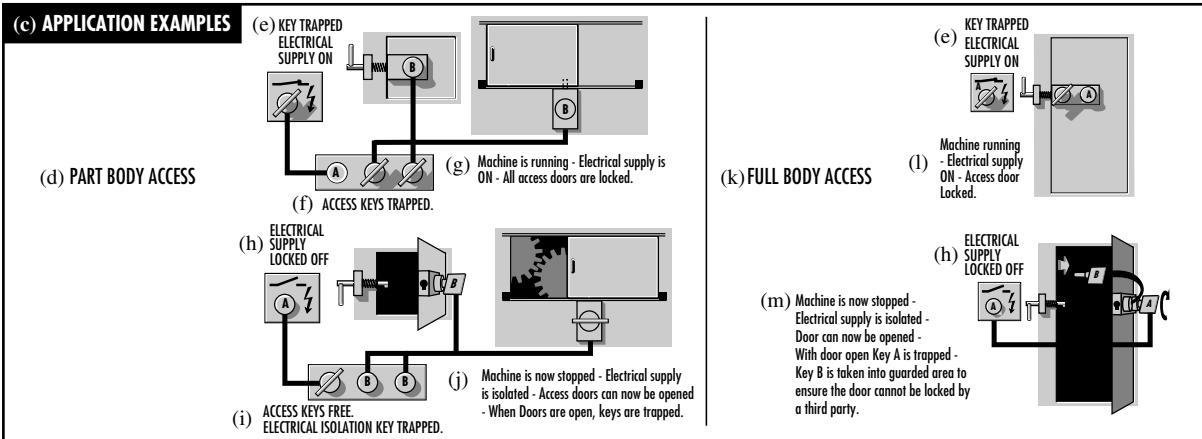 (c) APPLICATION EXAMPLES
(d) PART BODY ACCESS
(e) KEY TRAPPED
ELECTRICAL
SUPPLY ON
B
B
A
(g) Machine is running - Electrical supply is
ON - All access doors are locked.
(f) ACCESS KEYS TRAPPED.
(h) ELECTRICAL
SUPPLY
LOCKED OFF
A
B
B
B
(j) Machine is now stopped - Electrical supply
is isolated - Access doors can now be opened
- When Doors are open, keys are trapped.
(i) ACCESS KEYS FREE.
ELECTRICAL ISOLATION KEY TRAPPED.
(k) FULL BODY ACCESS
(e) KEY TRAPPED
ELECTRICAL
SUPPLY ON
A
A
(l) Machine running
- Electrical supply
ON - Access door
Locked.
(h) ELECTRICAL
SUPPLY
LOCKED OFF
A
B
A
(m) Machine is now stopped -
Electrical supply is isolated -
Door can now be opened -
With door open Key A is trapped -
Key B is taken into guarded area to
ensure the door cannot be locked by
a third party.